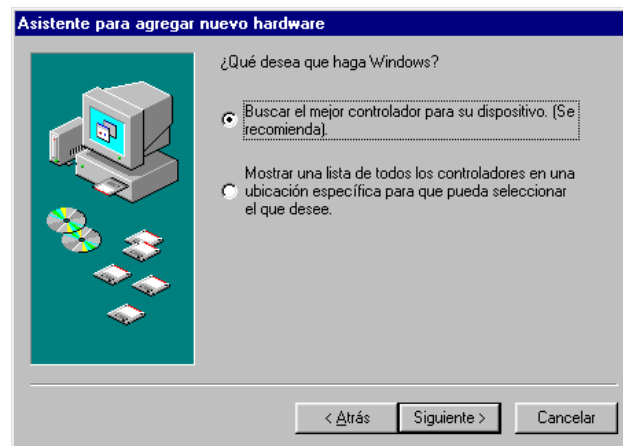 Asistente para agregar nuevo hardware
¿Qué desea que haga Windows?
Buscar el mejor controlador para su dispositivo. (Se
recomienda).
Mostrar una lista de todos los controladores en una
ubicación específica para que pueda seleccionar
el que desee.
< Atrás
Siguiente >
Cancelar